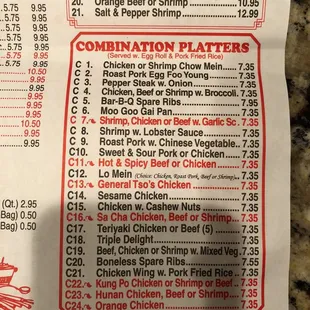 20. Orange Beef or Shrimp 10.95
21. Salt & Pepper Shrimp 12.99
5.75 9.95
5.75 9.95
5.75 9.95
5.75 9.95
10.50
9.95
9.95
9.95
10.50
9.95
9.95
(Qt.) 2.95
Bag) 0.50
Bag) 0.50
COMBINATION PLATTERS
(Served w. Egg Roll & Pork Fried Rice)
C 1. Chicken or Shrimp Chow Mein 7.35
C 2. Roast Pork Egg Foo Young 7.35
C 3. Pepper Steak w. Onion 7.35
C 4. Chicken, Beef or Shrimp w. Broccoli. 7.35
C 5. Bar-B-Q Spare Ribs 7.35
C 6. Moo Goo Gai Pan 7.35
C 7. Shrimp, Chicken or Beef w. Garlic Sc. 7.35
C 8. Shrimp w. Lobster Sauce 7.35
C 9. Roast Pork w. Chinese Vegetable.. 7.35
C10. Sweet & Sour Pork or Chicken 7.35
C11. Hot & Spicy Beef or Chicken 7.35
C12. Lo Mein (Choice: Chicken, Roast Pork, Beef or Shrimp) 7.35
C13. General Tso's Chicken 7.35
C14. Sesame Chicken 7.35
C15. Chicken w. Cashew Nuts 7.35
C16. Sa Cha Chicken, Beef or Shrimp 7.35
C17. Teriyaki Chicken or Beef (5) 7.35
C18. Triple Delight 7.35
C19. Beef, Chicken or Shrimp w. Mixed Veg. 7.35
C20. Boneless Spare Ribs 7.55
C21. Chicken Wing w. Pork Fried Rice 7.35
C22. Kung Po Chicken or Shrimp or Beef 7.35
C23. Hunan Chicken, Beef or Shrimp 7.35
C24. Orange Chicken 7.35